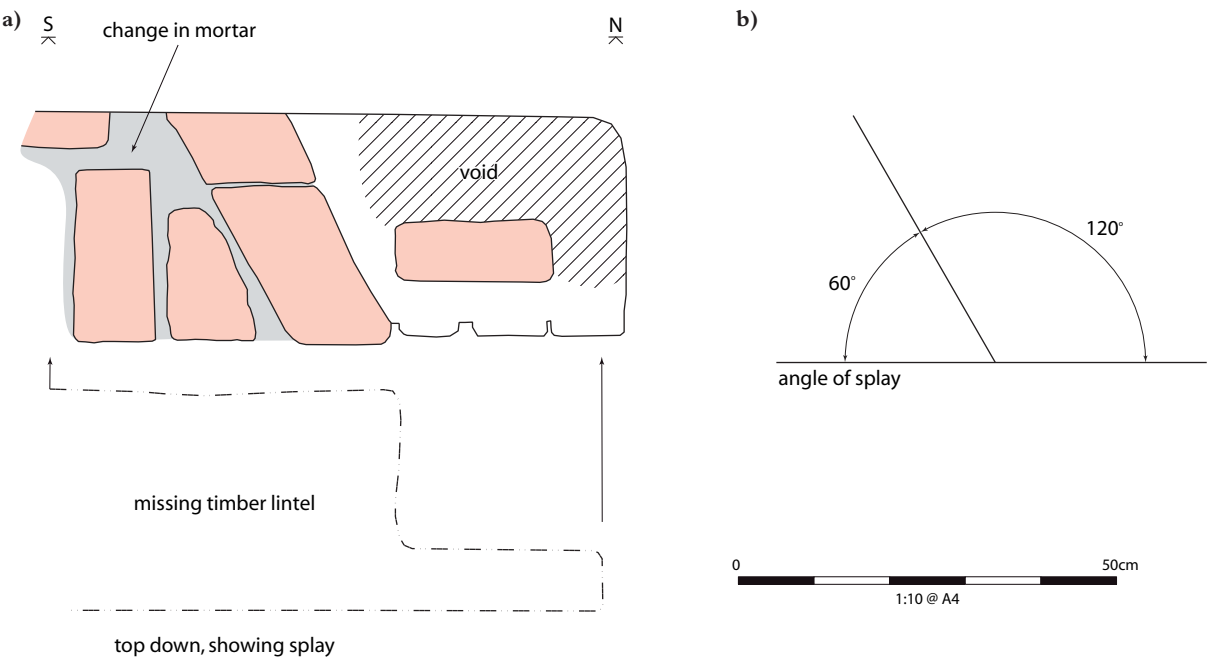 a)
S
N
change in mortar
void
missing timber lintel
top down, showing splay
b)
120°
60°
angle of splay
0
50cm
1:10 @ A4